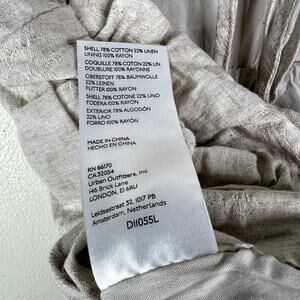 SHELL 78% COTTON 22% LINEN
LINING 100% RAYON
COQUILLE 78% COTON 22% LIN
DOUBLURE 100% RAYONNE
OBERSTOFF 78% BAUMWOLLE
22% LEINEN
FUTTER 100% RAYON
SHELL 78% COTONE 22% LINO
FODERA 100% RAYON
EXTERIOR 78% ALGODÓN
22% LINO
FORRO 100% RAYON
MADE IN CHINA
HECHO EN CHINA
RN 66170
CA 32054
Urban Outfitters, Inc
146 Brick Lane
LONDON, E1 6RU
Leidsestraat 32, 1017 PB
Amsterdam, Netherlands
D11055L